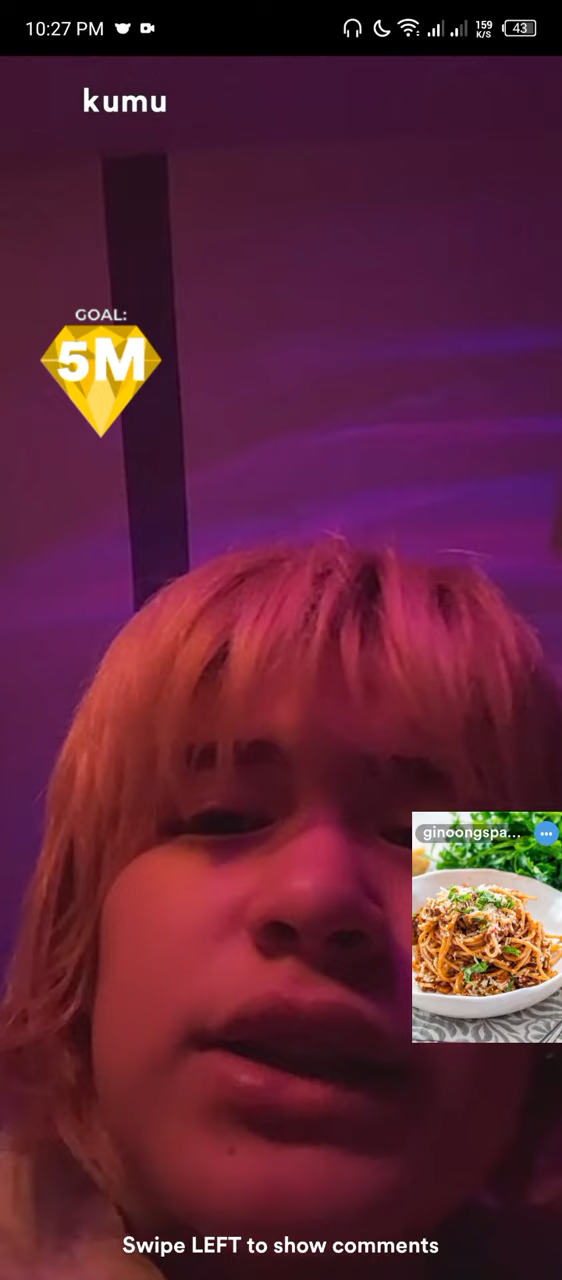 10:27 PM
159
K/S
43
kumu
GOAL:
5M
ginoongspa...
Swipe LEFT to show comments